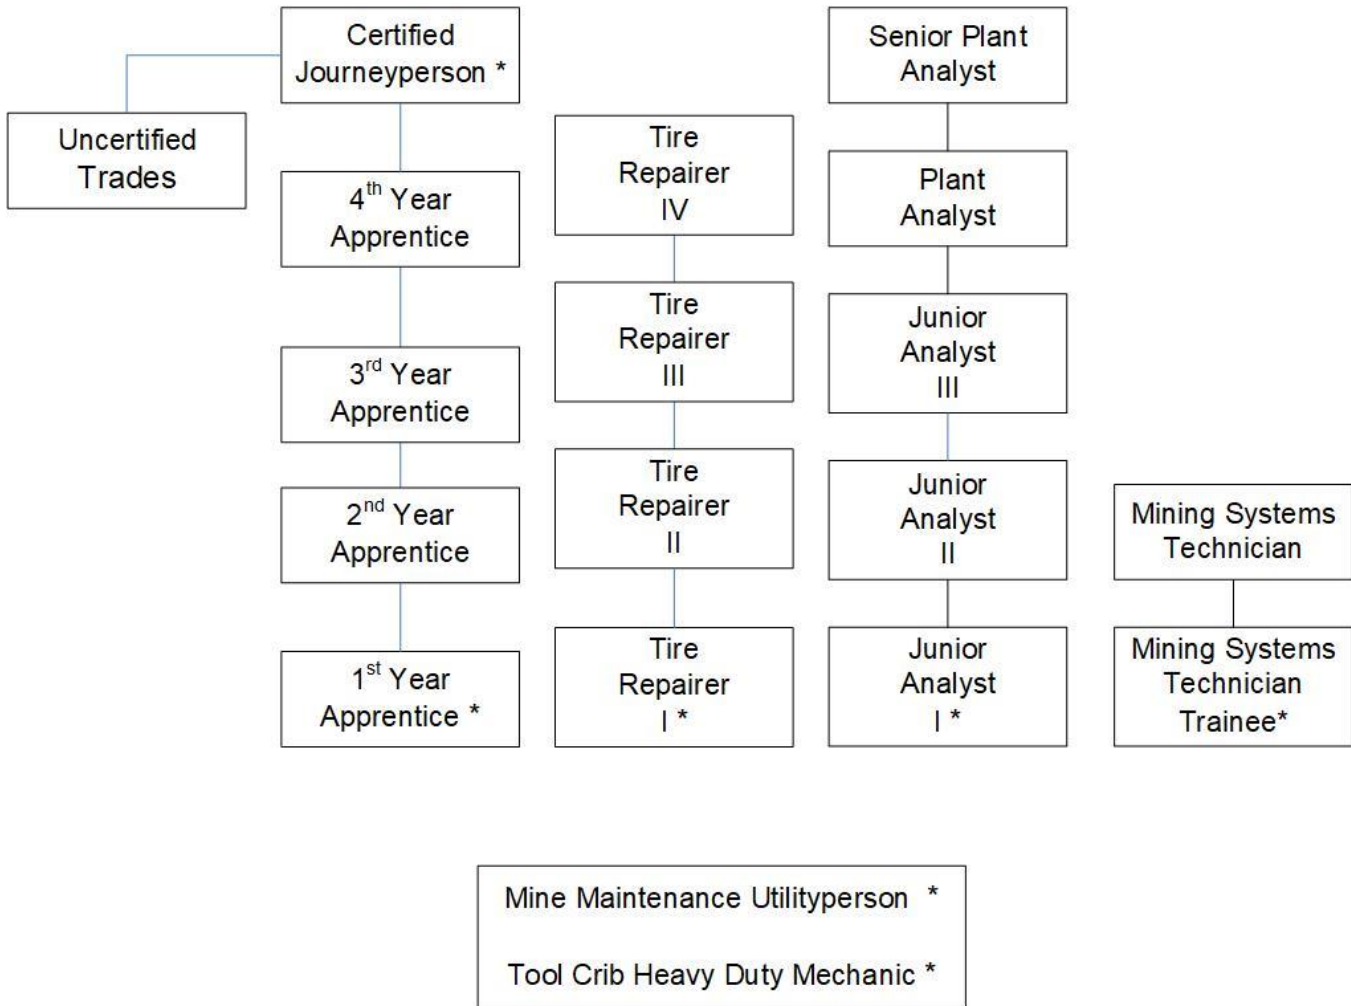 Certified
Journeyperson *
Uncertified
Trades
4th Year
Apprentice
3rd Year
Apprentice
2nd Year
Apprentice
1st Year
Apprentice *
Tire
Repairer
IV
Tire
Repairer
III
Tire
Repairer
II
Tire
Repairer
I *
Senior Plant
Analyst
Plant
Analyst
Junior
Analyst
III
Junior
Analyst
II
Junior
Analyst
I *
Mining Systems
Technician
Mining Systems
Technician
Trainee*
Mine Maintenance Utilityperson *
Tool Crib Heavy Duty Mechanic *